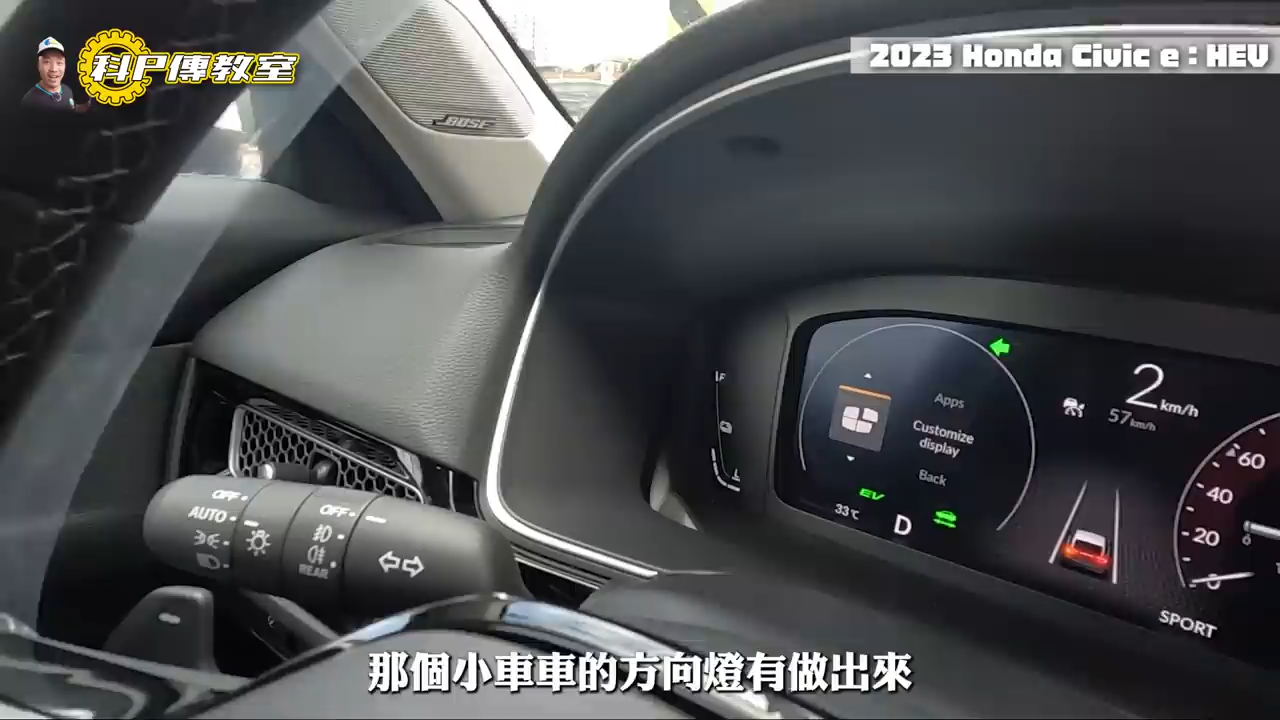 科P傳教室
2023 Honda Civic e:HEV
BOSE
Apps
Customize
display
Back
EV
33℃
D
2 km/h
57 km/h
60
40
20
0
SPORT
OFF
AUTO
OFF
REAR
那個小車車的方向燈有做出來